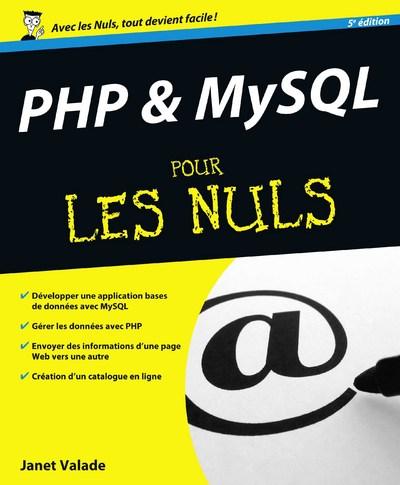 Avec les Nuls, tout devient facile !
5e édition
PHP & MySQL
POUR
LES NULS
✓ Développer une application bases
de données avec MySQL
✓ Gérer les données avec PHP
✓ Envoyer des informations d'une page
Web vers une autre
✓ Création d'un catalogue en ligne
@
Janet Valade